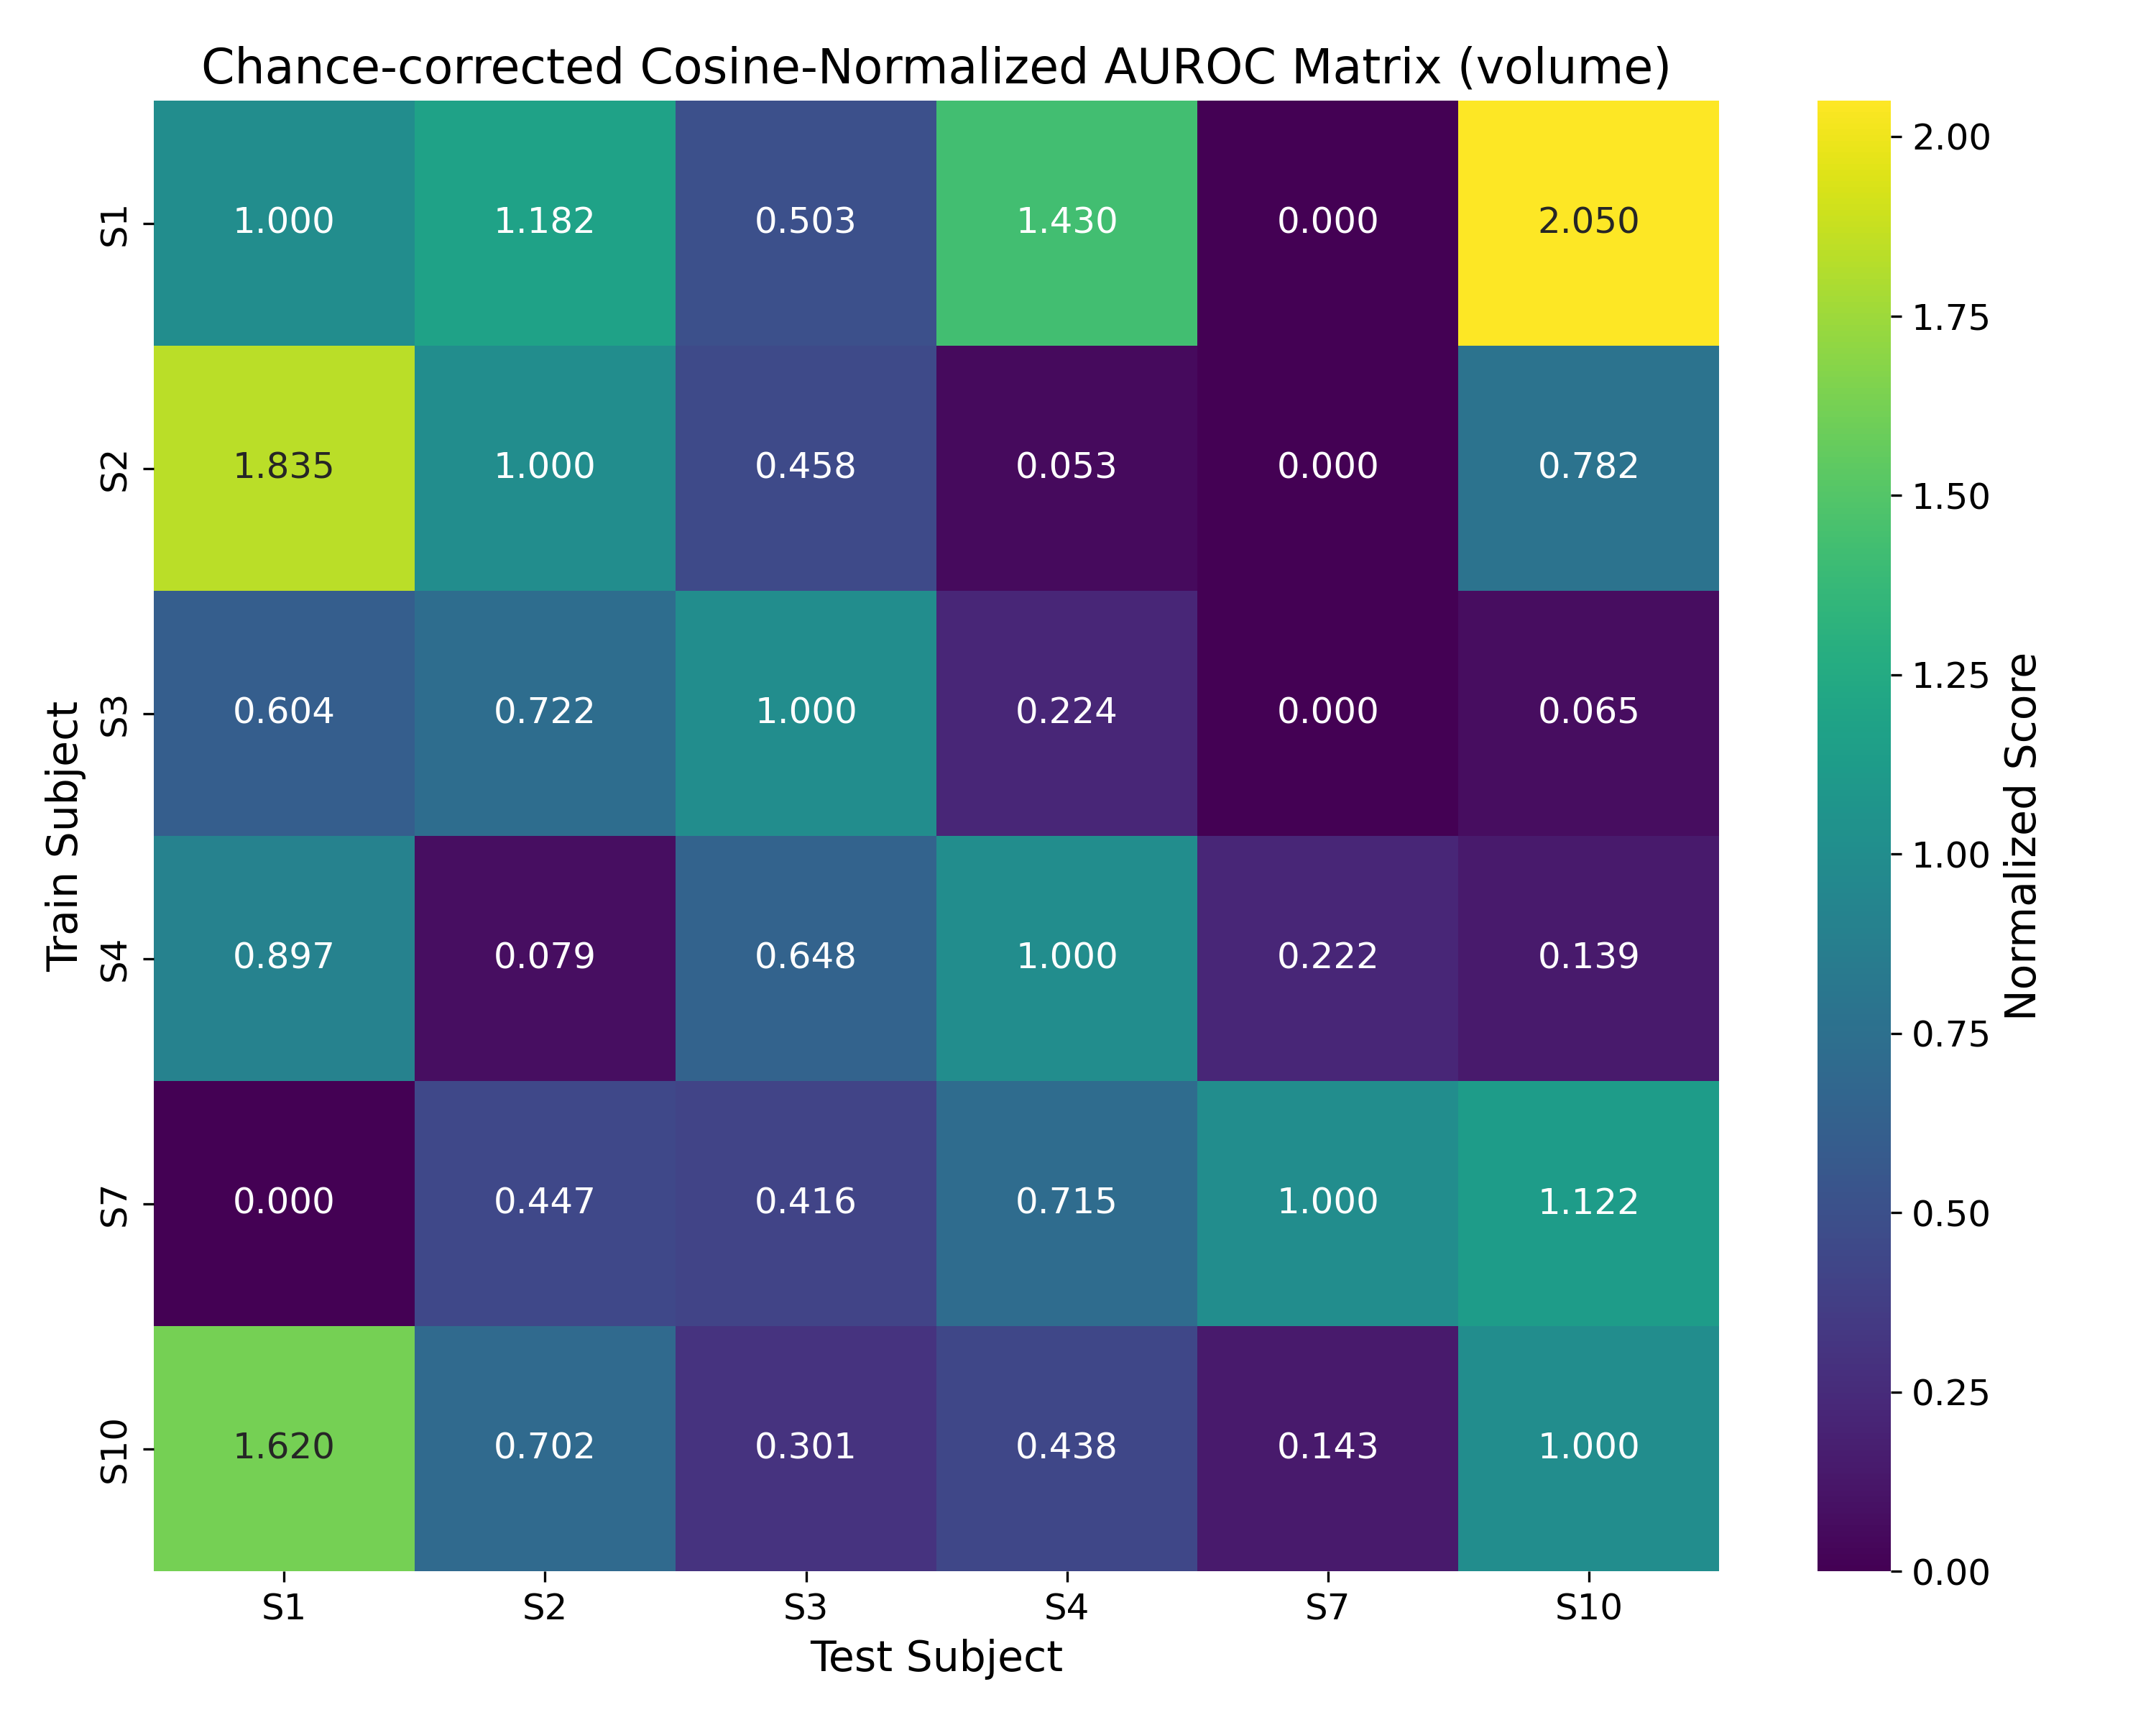 Chance-corrected Cosine-Normalized AUROC Matrix (volume)
Train Subject
S1 1.000 1.182 0.503 1.430 0.000 2.050
S2 1.835 1.000 0.458 0.053 0.000 0.782
S3 0.604 0.722 1.000 0.224 0.000 0.065
S4 0.897 0.079 0.648 1.000 0.222 0.139
S7 0.000 0.447 0.416 0.715 1.000 1.122
S10 1.620 0.702 0.301 0.438 0.143 1.000
S1 S2 S3 S4 S7 S10
Test Subject
2.00
1.75
1.50
1.25
1.00
0.75
0.50
0.25
0.00
Normalized Score